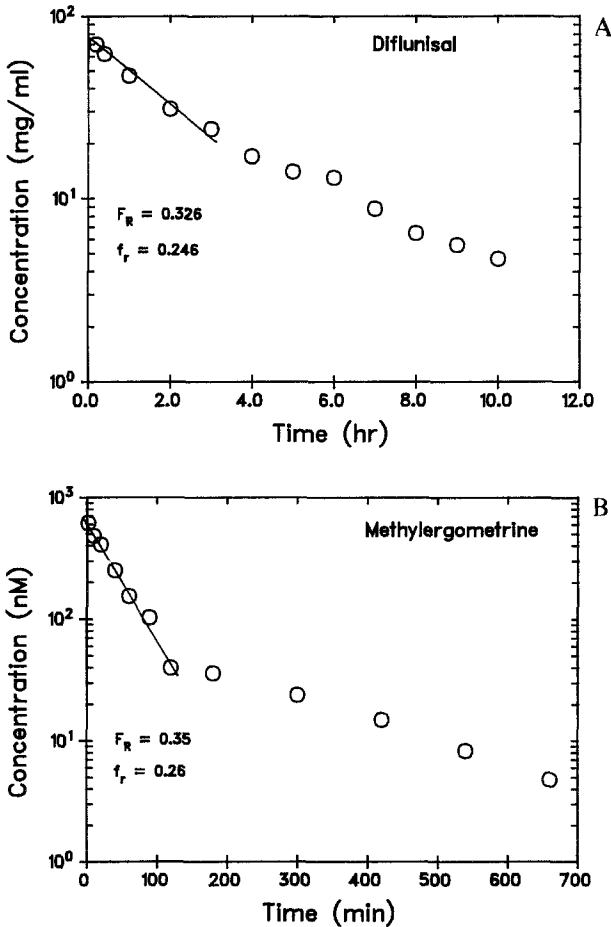 A
Diflunisal
Concentration (mg/ml)
10²
10¹
10⁰
F_R = 0.326
f_r = 0.246
0.0 2.0 4.0 6.0 8.0 10.0 12.0
Time (hr)
B
Methylergometrine
Concentration (nM)
10³
10²
10¹
10⁰
F_R = 0.35
f_r = 0.26
0 100 200 300 400 500 600 700
Time (min)